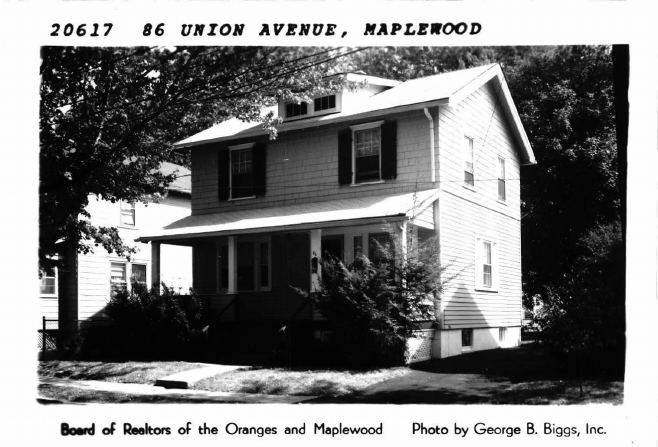 20617 86 UNION AVENUE, MAPLEWOOD
Board of Realtors of the Oranges and Maplewood Photo by George B. Biggs, Inc.